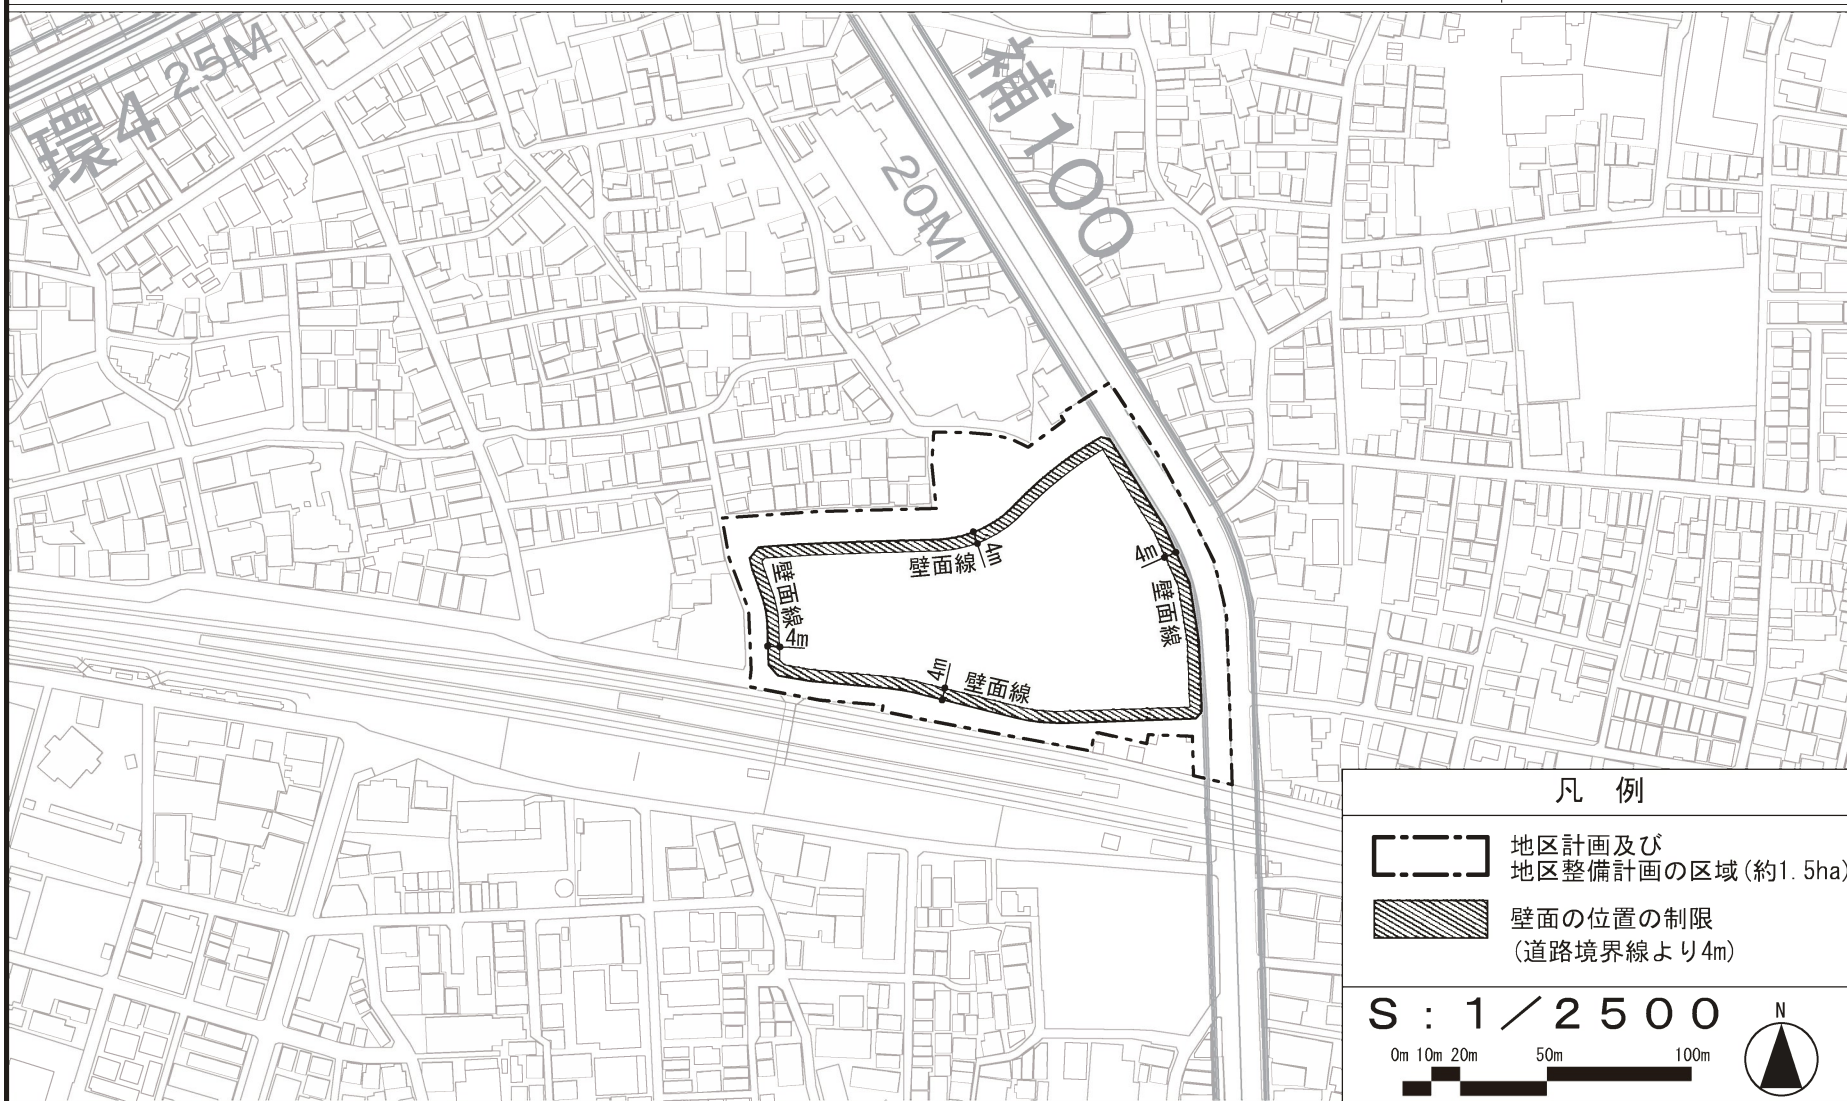 環4 25M
補100
20M
壁面線
4m
4m
壁面線
壁面線
4m
4m
壁面線
凡 例
地区計画及び
地区整備計画の区域(約1.5ha)
壁面の位置の制限
(道路境界線より4m)
S:1/2500
N
0m 10m 20m 50m 100m